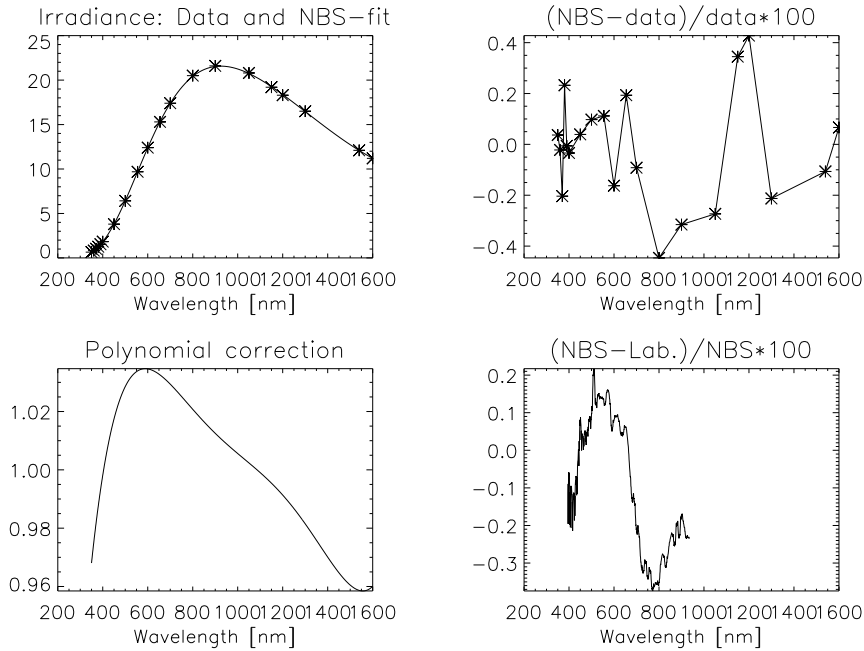 Irradiance: Data and NBS−fit
25
20
15
10
5
0
200 400 600 800 1000 1200 1400 1600
Wavelength [nm]
(NBS−data)/data*100
0.4
0.2
0.0
−0.2
−0.4
200 400 600 800 1000 1200 1400 1600
Wavelength [nm]
Polynomial correction
1.02
1.00
0.98
0.96
200 400 600 800 1000 1200 1400 1600
Wavelength [nm]
(NBS−Lab.)/NBS*100
0.2
0.1
0.0
−0.1
−0.2
−0.3
200 400 600 800 1000 1200 1400 1600
Wavelength [nm]